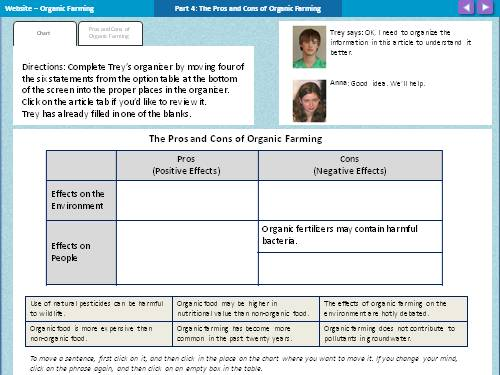 Website – Organic Farming
Part 4: The Pros and Cons of Organic Farming
Chart
Pros and Cons of
Organic Farming
Directions: Complete Trey's organizer by moving four of
the six statements from the option table at the bottom
of the screen into the proper places in the organizer.
Click on the article tab if you'd like to review it.
Trey has already filled in one of the blanks.
Trey says: OK, I need to organize the
information in this article to understand it
better.
Anna: Good idea. We'll help.
The Pros and Cons of Organic Farming
Pros
(Positive Effects)
Cons
(Negative Effects)
Effects on the
Environment
Effects on
People
Organic fertilizers may contain harmful
bacteria.
Use of natural pesticides can be harmful
to wildlife.
Organic food may be higher in
nutritional value than non-organic food.
The effects of organic farming on the
environment are hotly debated.
Organic food is more expensive than
non-organic food.
Organic farming has become more
common in the past twenty years.
Organic farming does not contribute to
pollutants in groundwater.
To move a sentence, first click on it, and then click in the place on the chart where you want to move it. If you change your mind,
click on the phrase again, and then click on an empty box in the table.